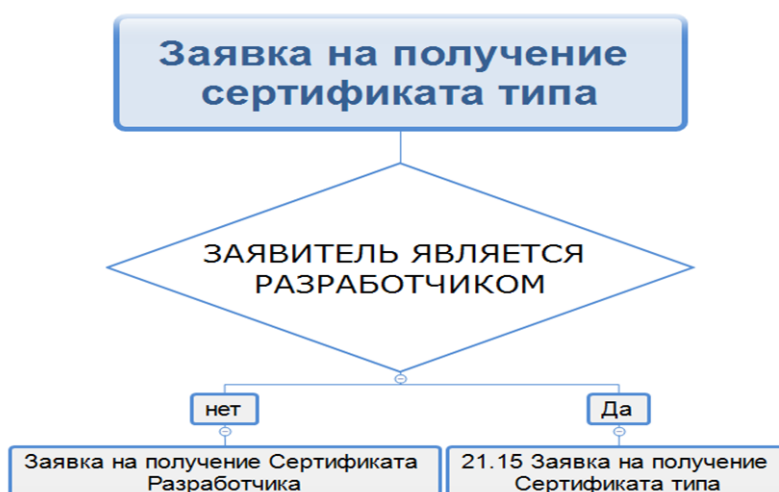 Заявка на получение
сертификата типа
ЗАЯВИТЕЛЬ ЯВЛЯЕТСЯ
РАЗРАБОТЧИКОМ
нет
Да
Заявка на получение Сертификата
Разработчика
21.15 Заявка на получение
Сертификата типа